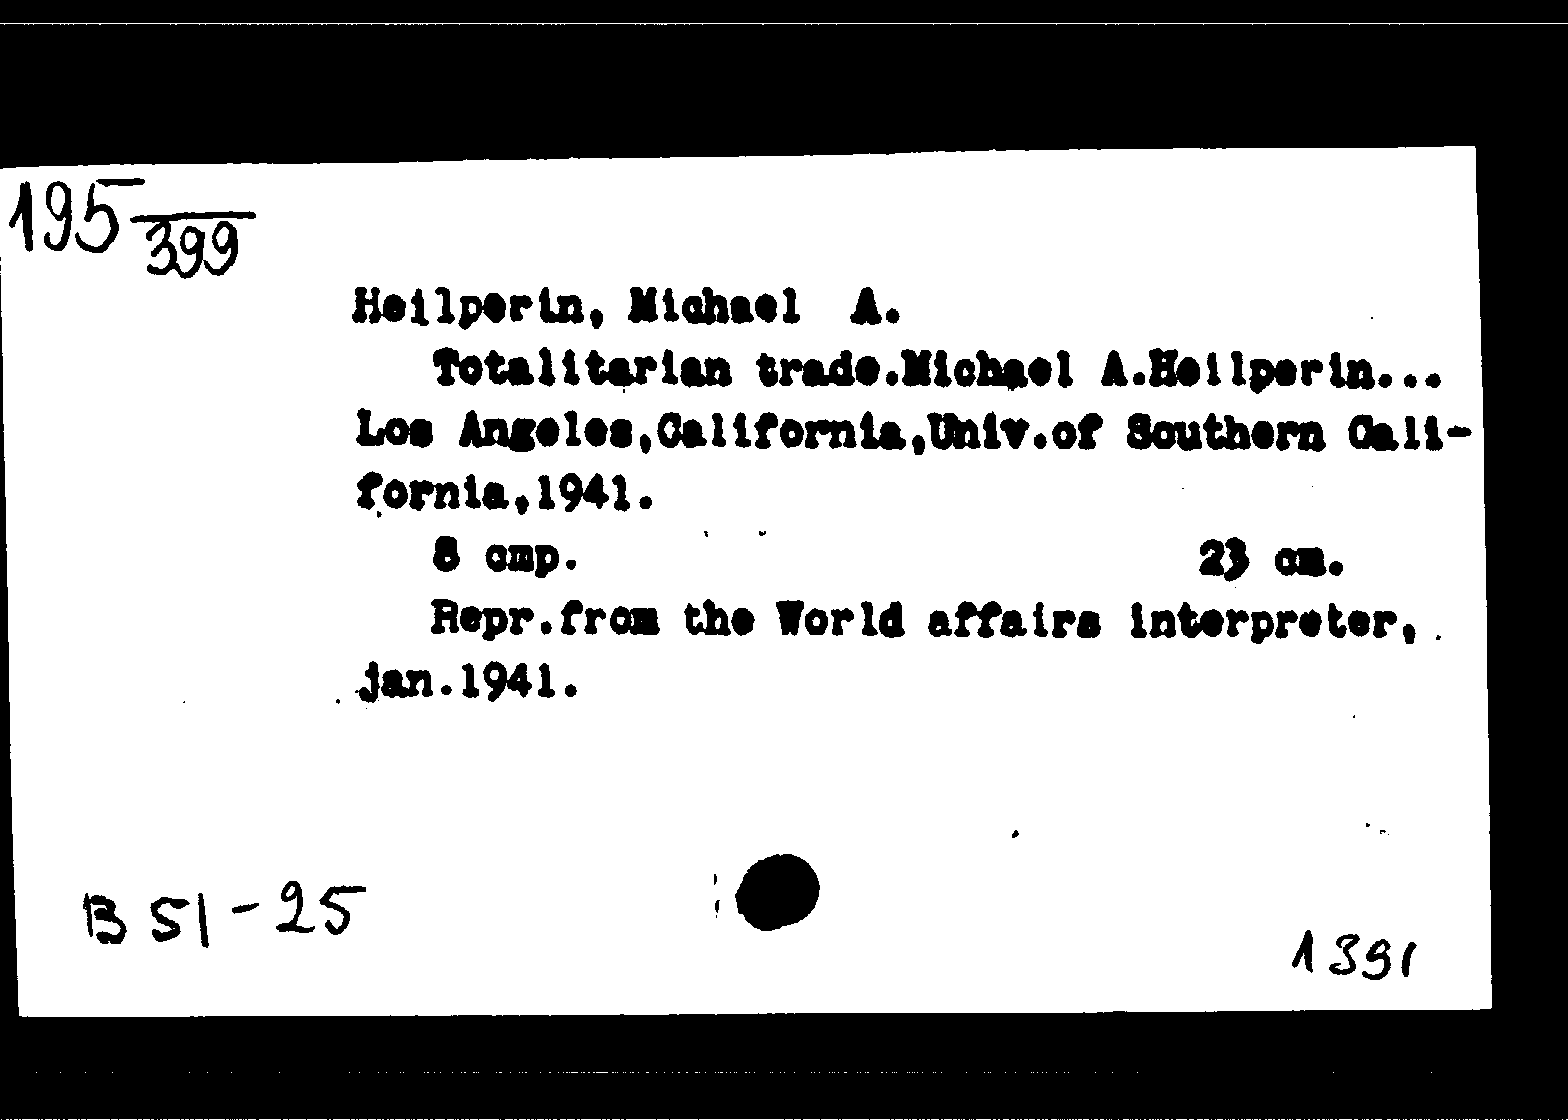 195/399
Heilperin, Michael A.
Totalitarian trade.Michael A.Heilperin...
Los Angeles,California,Univ.of Southern Cali-
fornia,1941.
8 cmp. 23 cm.
Repr.from the World affairs interpreter,
jan.1941.
B 51-25
1391